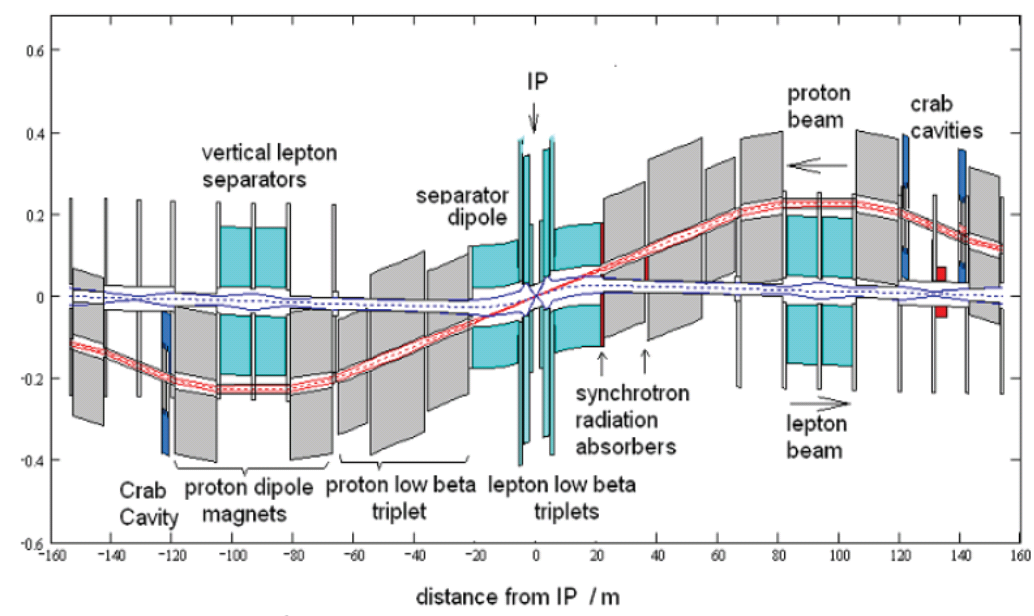 IP
proton
beam
crab
cavities
vertical lepton
separators
separator
dipole
synchrotron
radiation
absorbers
lepton
beam
Crab
Cavity
proton dipole
magnets
proton low beta
triplet
lepton low beta
triplets
0.6
0.4
0.2
0
-0.2
-0.4
-0.6
-160 -140 -120 -100 -80 -60 -40 -20 0 20 40 60 80 100 120 140 160
distance from IP / m